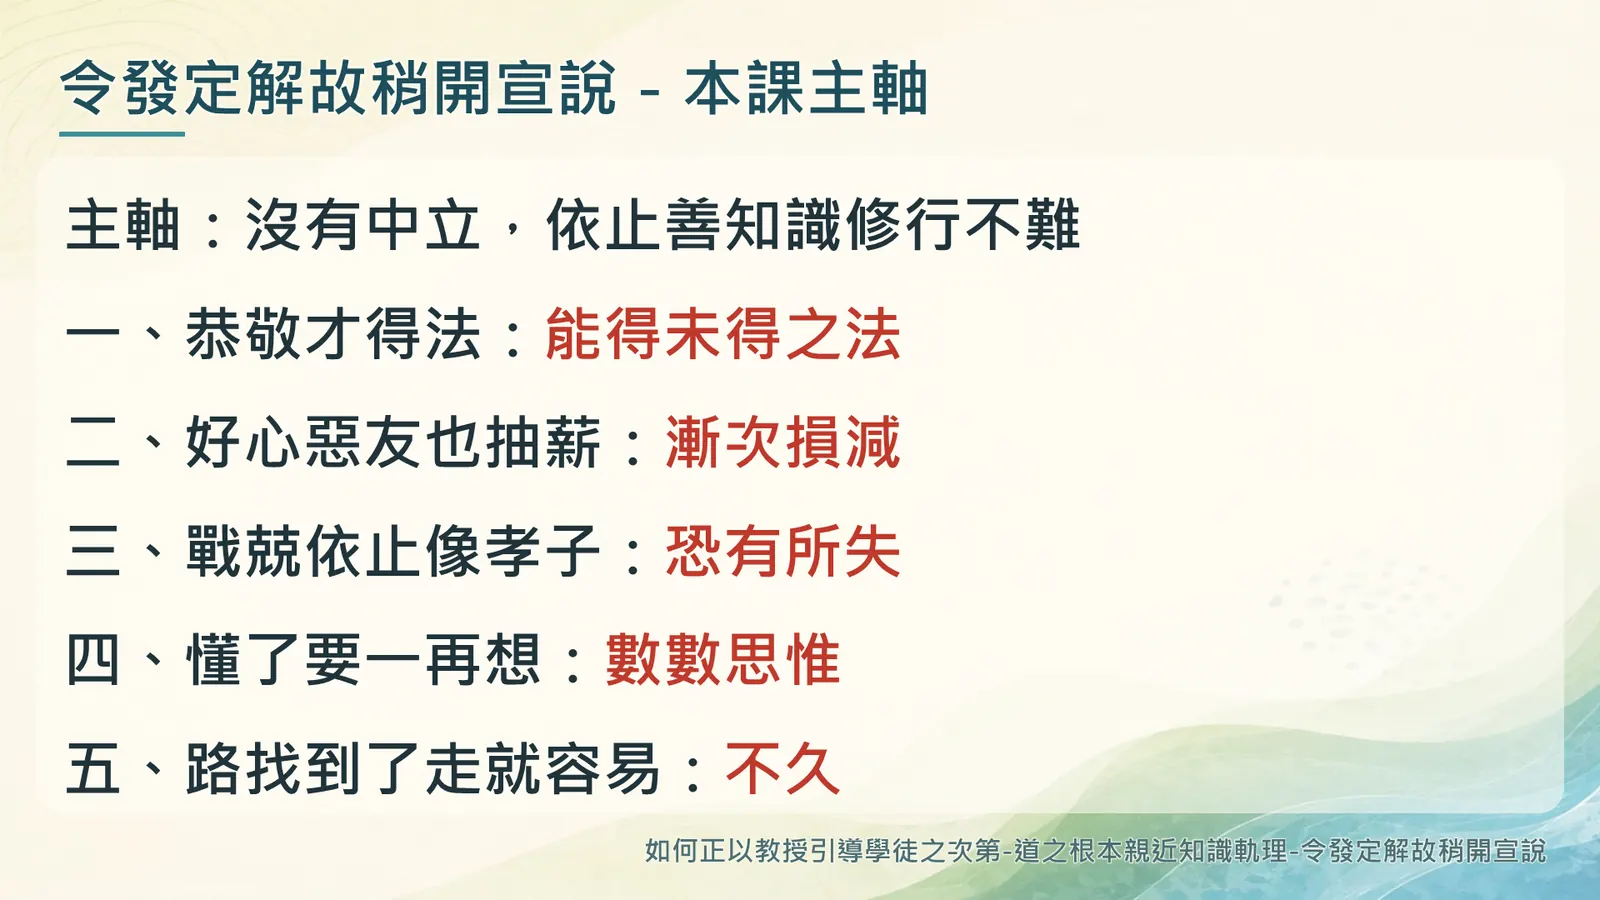 令發定解故稍開宣說 - 本課主軸
主軸：沒有中立，依止善知識修行不難
一、恭敬才得法：能得未得之法
二、好心惡友也抽薪：漸次損減
三、戰兢依止像孝子：恐有所失
四、懂了要一再想：數數思惟
五、路找到了走就容易：不久
如何正以教授引導學徒之次第-道之根本親近知識軌理-令發定解故稍開宣說